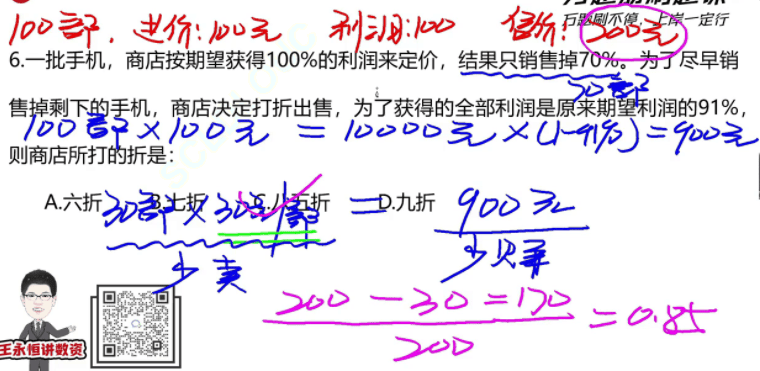 100部, 进价:100元 利润:100 售价:200元
万题刷不停,上岸一定行
6.一批手机，商店按期望获得100%的利润来定价，结果只销售掉70%。为了尽早销
70部
售掉剩下的手机，商店决定打折出售，为了获得的全部利润是原来期望利润的91%，
100部×100元 = 10000元×(1-91%)=900元
则商店所打的折是：
A.六折 B.七折 C.八五折 D.九折
30部×30元/部 = 900元
少卖 少
200-30=170
200
=0.85
王永恒讲数资